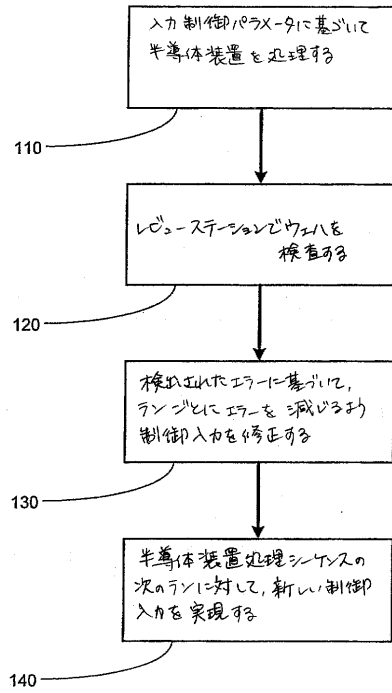 入力制御パラメータに基づいて
半導体装置を処理する
110
レビューステーションでウェハを
検査する
120
検出されたエラーに基づいて,
ランごとにエラーを減じるよう
制御入力を修正する
130
半導体装置処理シーケンスの
次のランに対して,新しい制御
入力を実現する
140